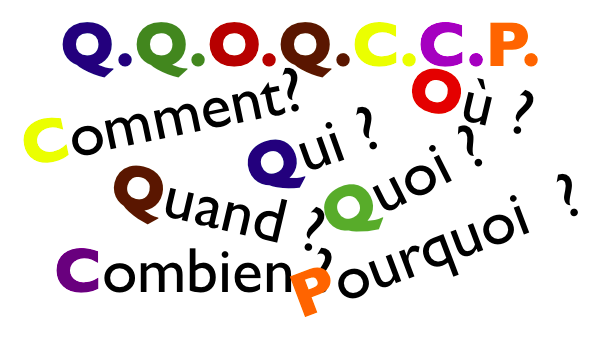 Q.Q.O.Q.C.C.P.
Comment?
Où ?
Qui ?
Quoi ?
Quand ?
Pourquoi ?
Combien ?